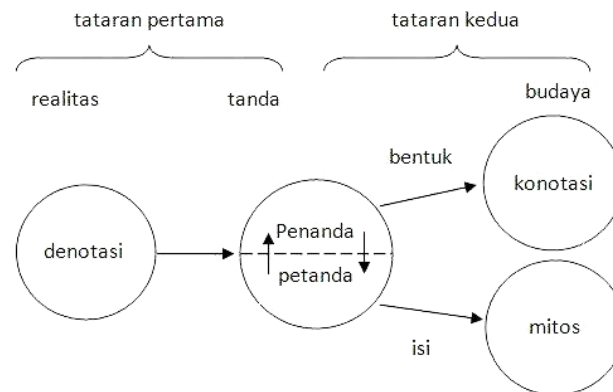 tataran pertama
tataran kedua
realitas
tanda
budaya
bentuk
konotasi
denotasi
Penanda
petanda
isi
mitos